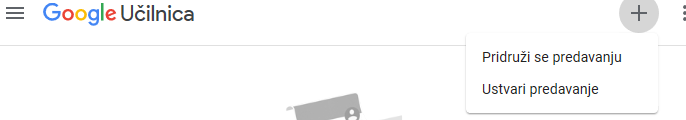 Google Učilnica
Pridruži se predavanju
Ustvari predavanje